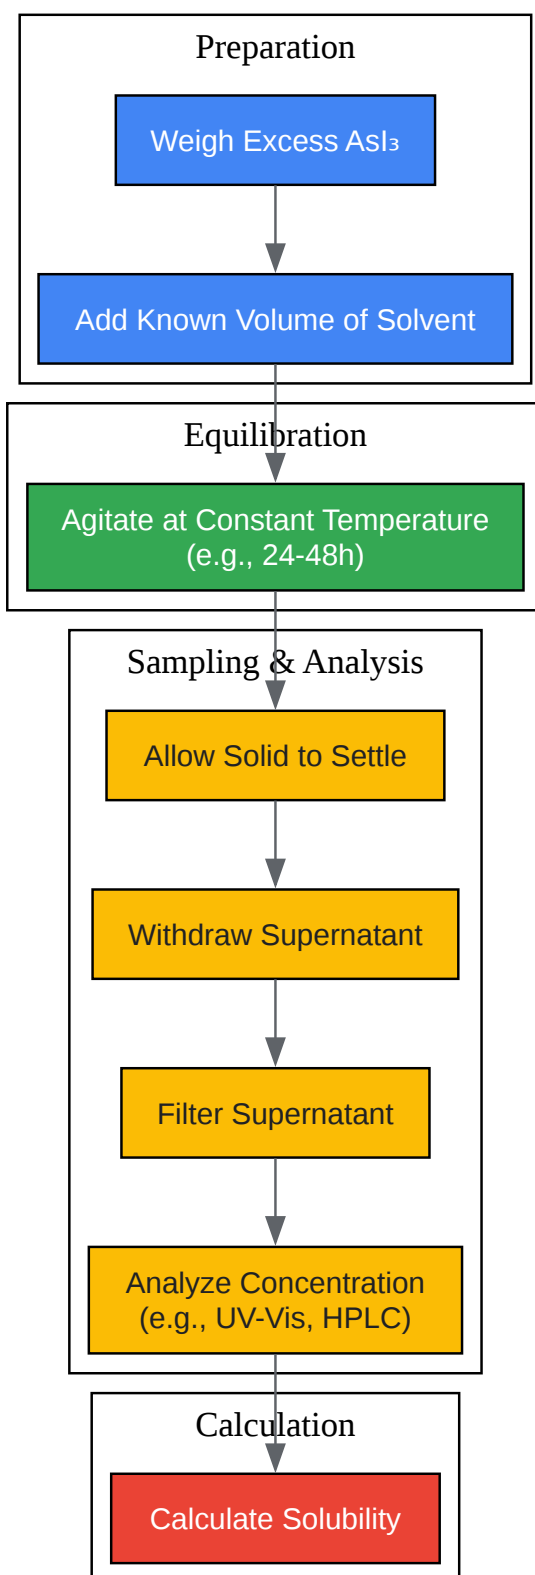 Preparation
Weigh Excess AsI₃
Add Known Volume of Solvent
Equilibration
Agitate at Constant Temperature
(e.g., 24-48h)
Sampling & Analysis
Allow Solid to Settle
Withdraw Supernatant
Filter Supernatant
Analyze Concentration
(e.g., UV-Vis, HPLC)
Calculation
Calculate Solubility